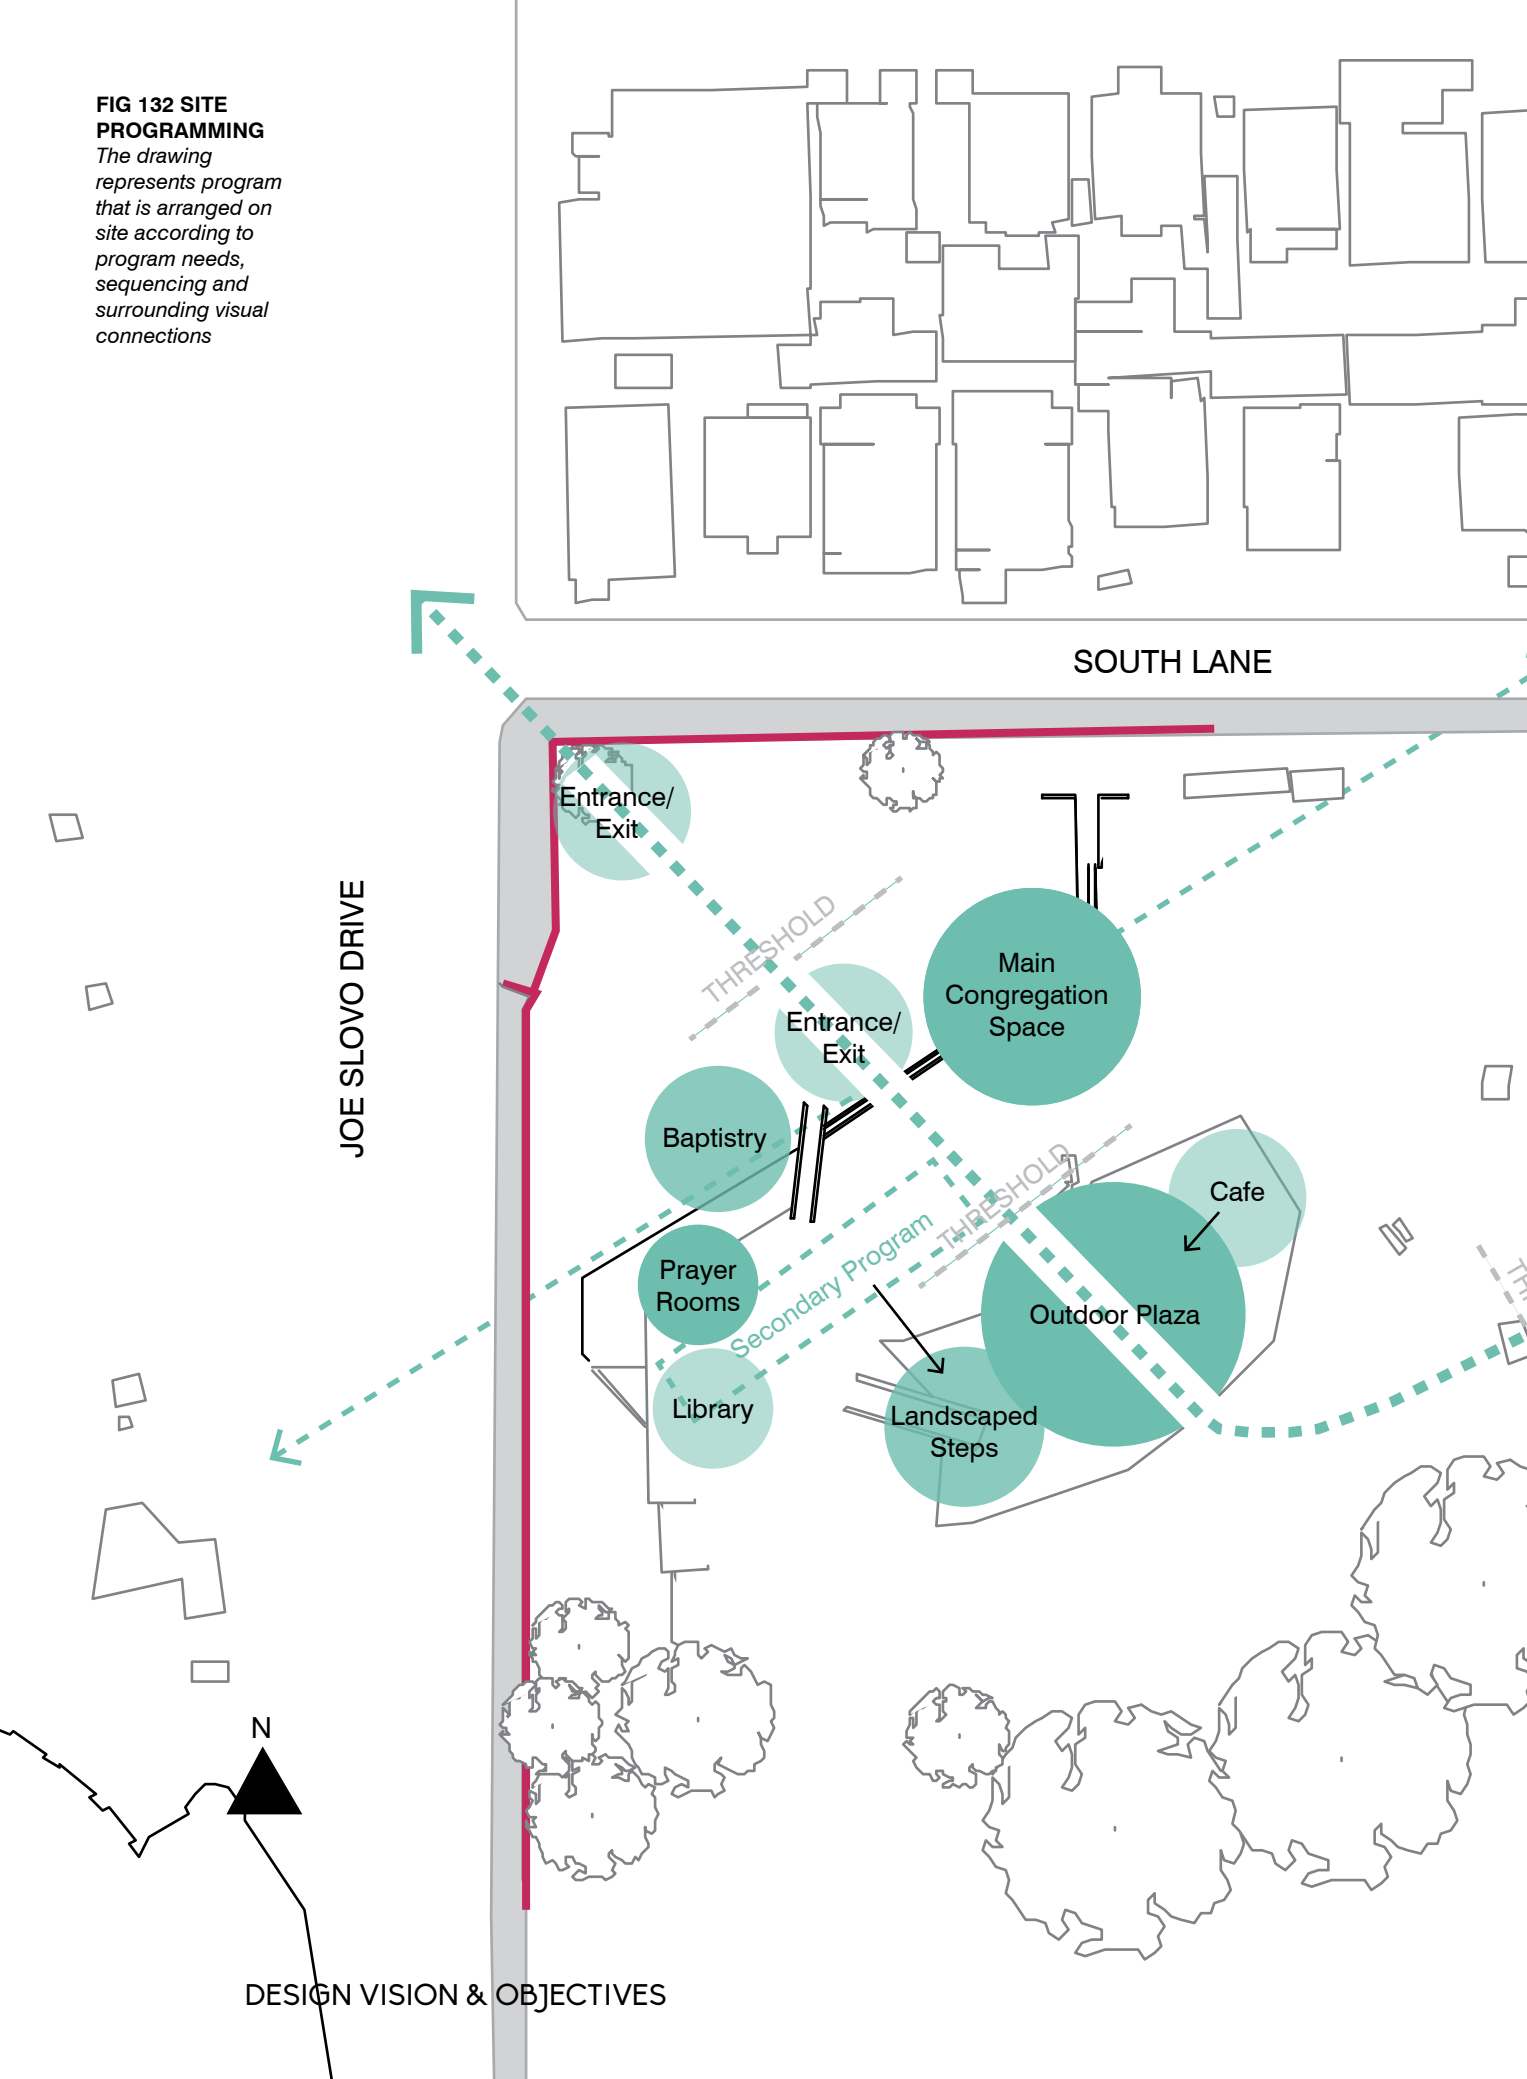 FIG 132 SITE
PROGRAMMING
The drawing
represents program
that is arranged on
site according to
program needs,
sequencing and
surrounding visual
connections
SOUTH LANE
JOE SLOVO DRIVE
Entrance/
Exit
THRESHOLD
Main
Congregation
Space
Entrance/
Exit
Baptistry
THRESHOLD
Cafe
Secondary Program
Prayer
Rooms
Outdoor Plaza
Library
Landscaped
Steps
N
DESIGN VISION & OBJECTIVES